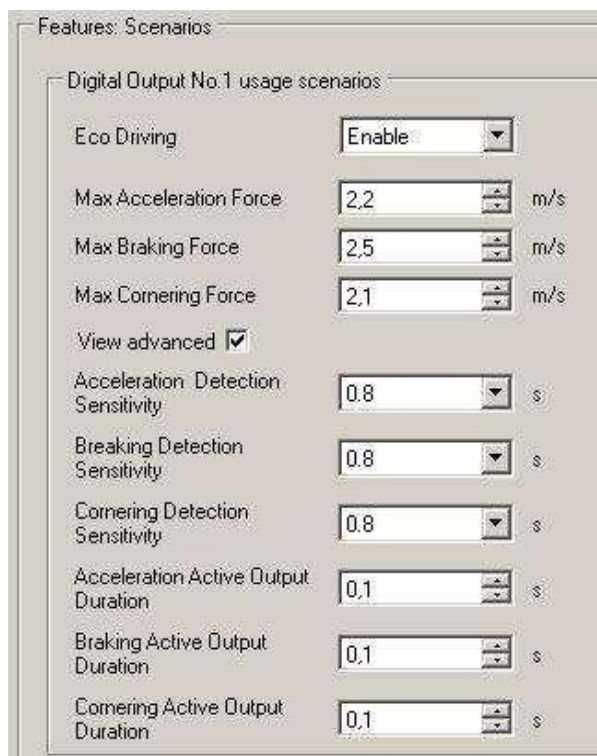 Features: Scenarios
Digital Output No.1 usage scenarios
Eco Driving Enable
Max Acceleration Force 2,2 m/s
Max Braking Force 2,5 m/s
Max Cornering Force 2,1 m/s
View advanced
Acceleration Detection
Sensitivity 0.8 s
Breaking Detection
Sensitivity 0.8 s
Cornering Detection
Sensitivity 0.8 s
Acceleration Active Output
Duration 0,1 s
Braking Active Output
Duration 0,1 s
Cornering Active Output
Duration 0,1 s